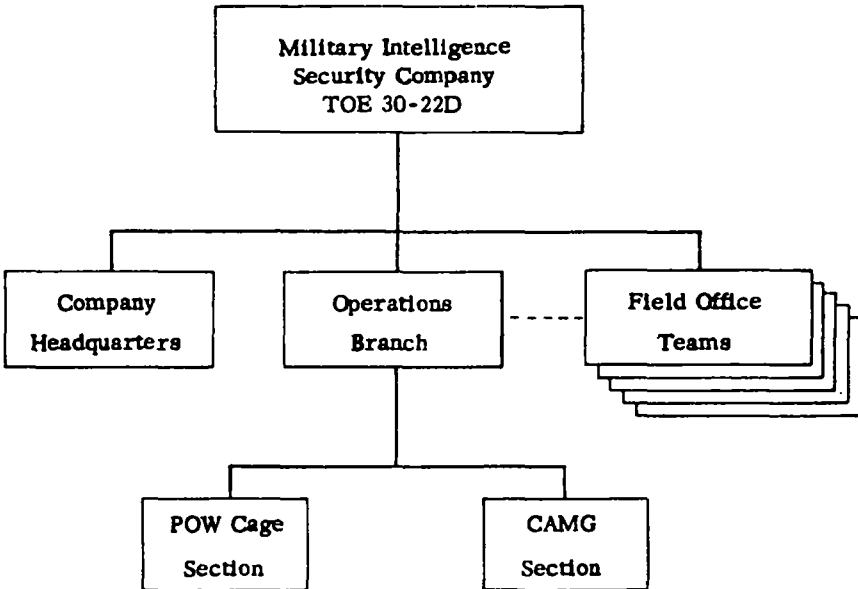 Military Intelligence
Security Company
TOE 30-22D
Company
Headquarters
Operations
Branch
Field Office
Teams
POW Cage
Section
CAMG
Section